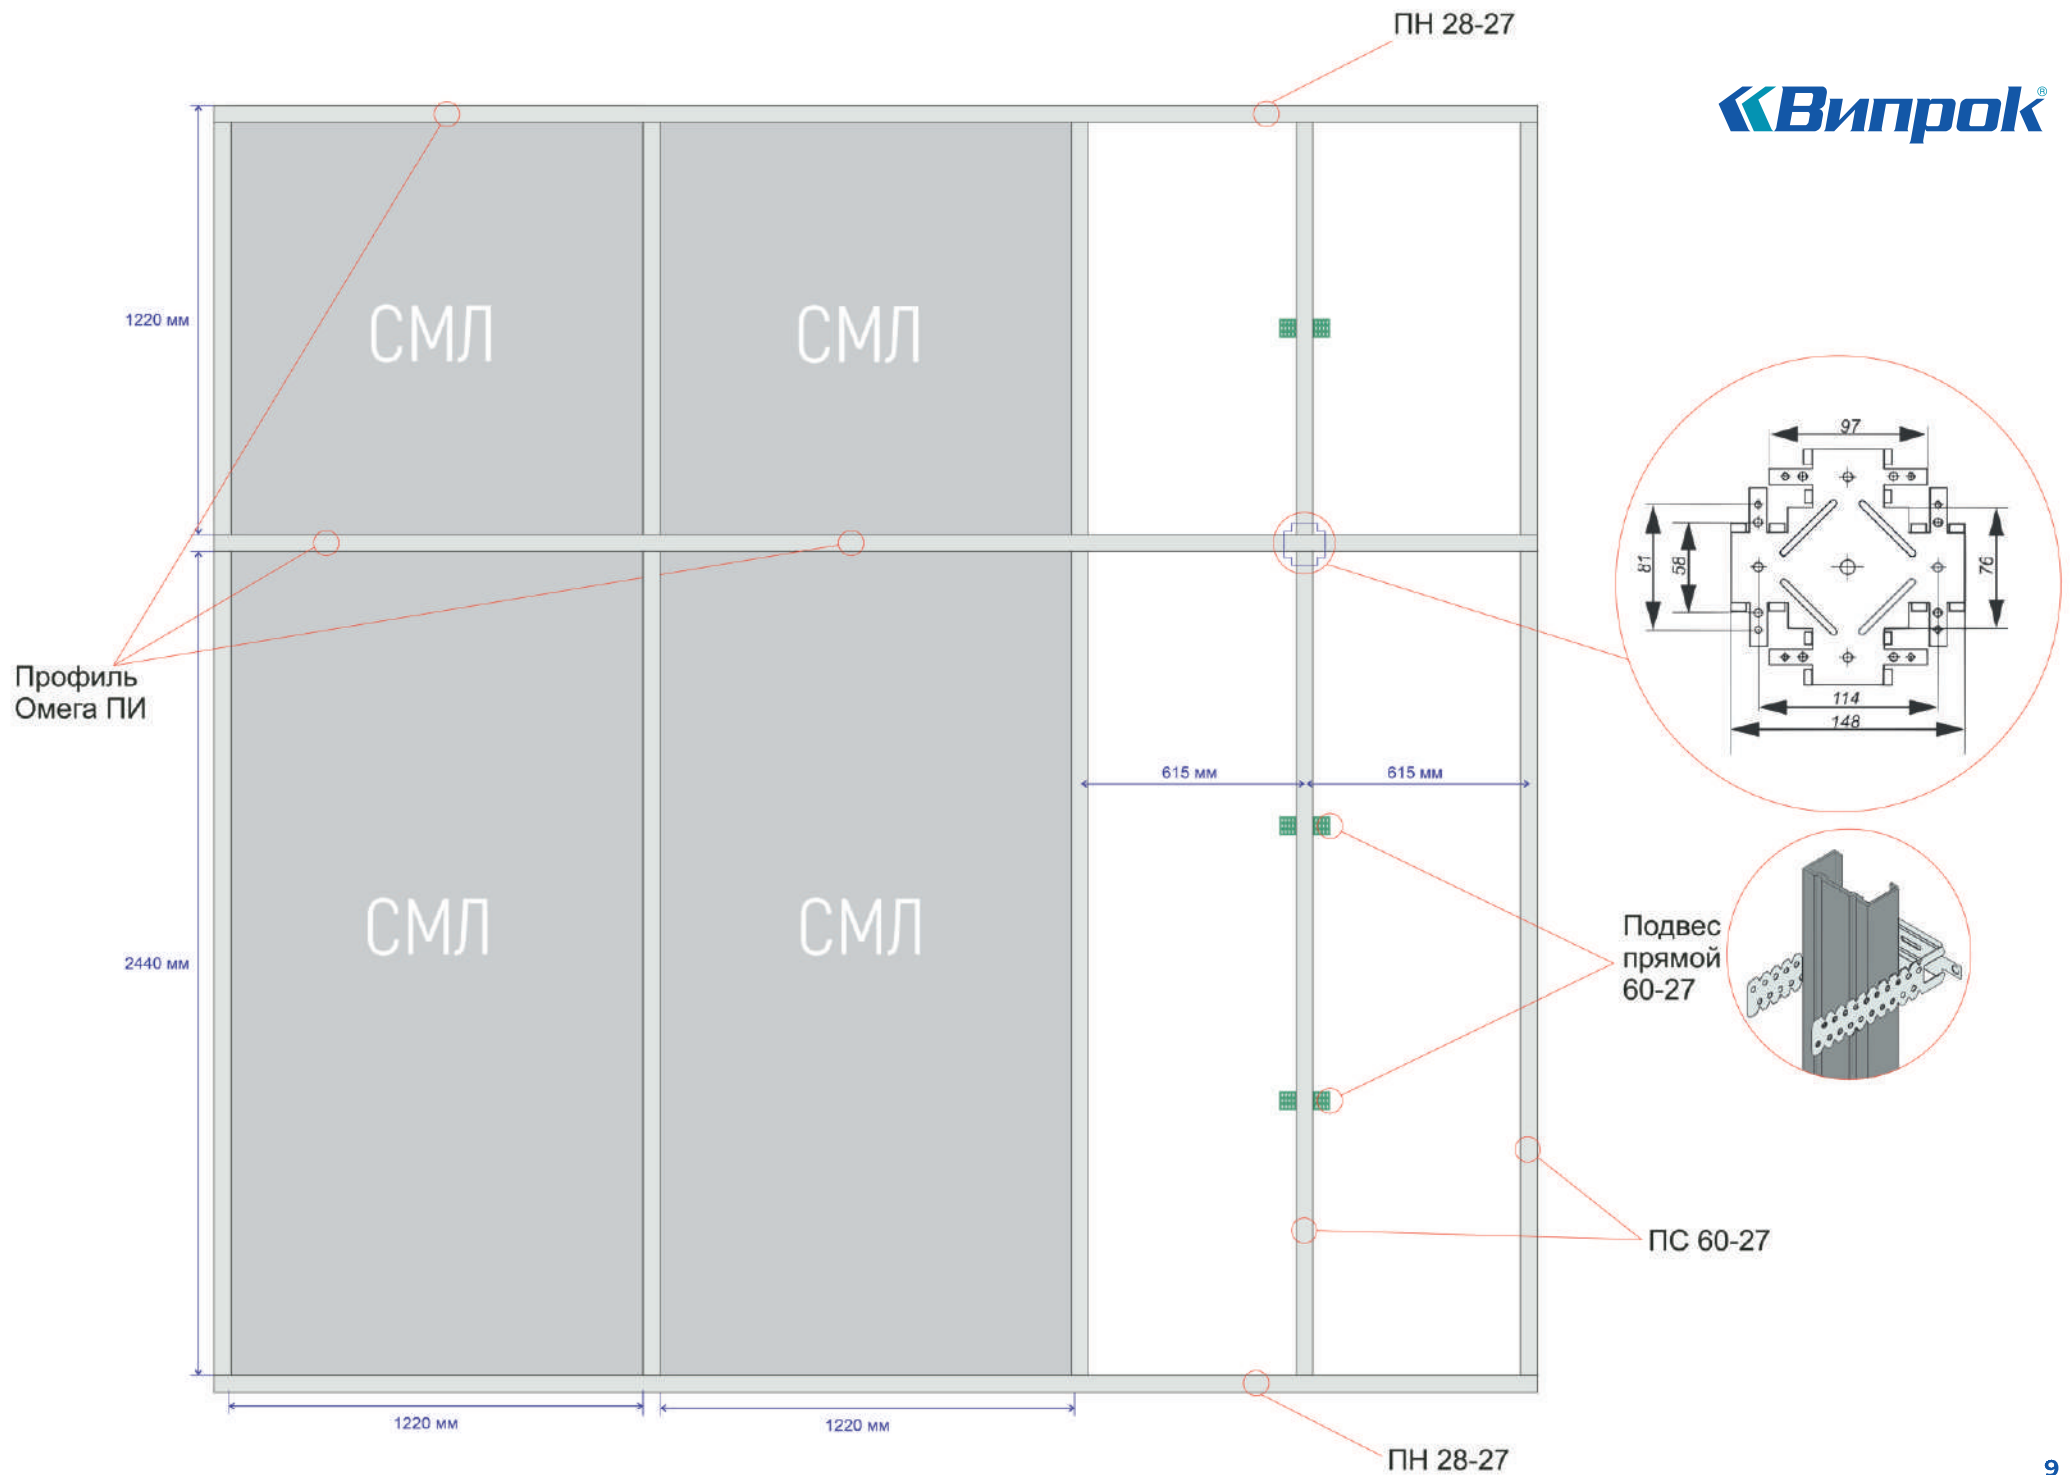 ПН 28-27
Випрок®
1220 мм
СМЛ
СМЛ
97
81
58
76
114
148
Профиль
Омега ПИ
615 мм
615 мм
2440 мм
СМЛ
СМЛ
Подвес
прямой
60-27
ПС 60-27
1220 мм
1220 мм
ПН 28-27
9